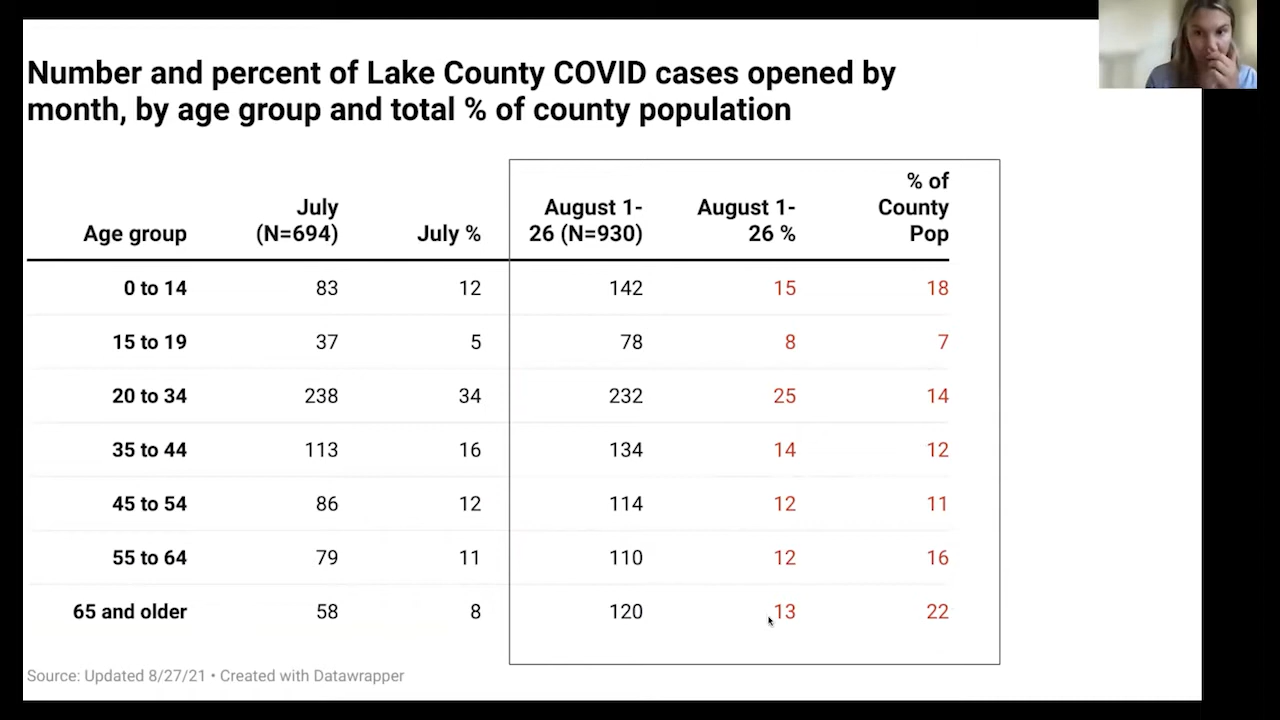 Number and percent of Lake County COVID cases opened by
month, by age group and total % of county population
Age group July (N=694) July % August 1-26 (N=930) August 1-26 % % of County Pop
0 to 14 83 12 142 15 18
15 to 19 37 5 78 8 7
20 to 34 238 34 232 25 14
35 to 44 113 16 134 14 12
45 to 54 86 12 114 12 11
55 to 64 79 11 110 12 16
65 and older 58 8 120 13 22
Source: Updated 8/27/21 • Created with Datawrapper